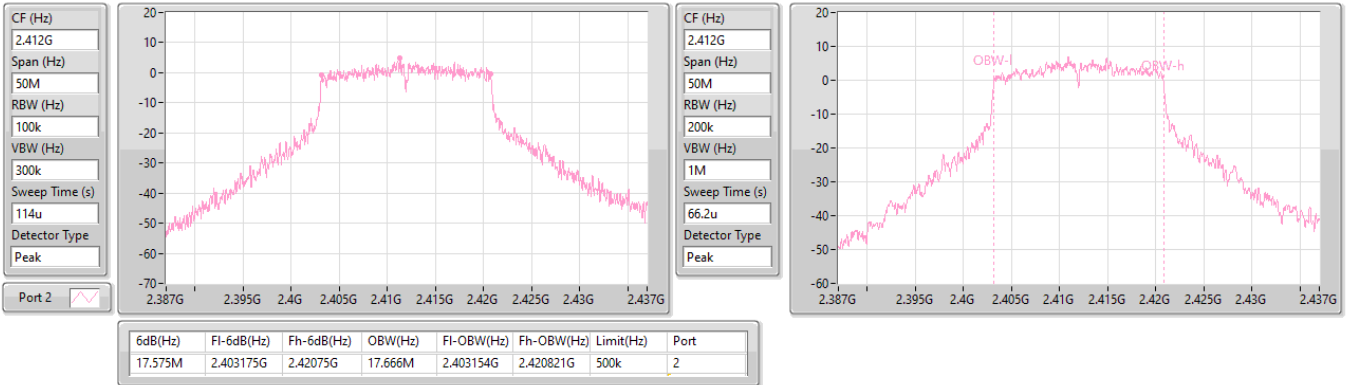 CF (Hz)
2.412G
Span (Hz)
50M
RBW (Hz)
100k
VBW (Hz)
300k
Sweep Time (s)
114u
Detector Type
Peak
Port 2
20
10
0
-10
-20
-30
-40
-50
-60
-70
2.387G 2.395G 2.4G 2.405G 2.41G 2.415G 2.42G 2.425G 2.43G 2.437G
CF (Hz)
2.412G
Span (Hz)
50M
RBW (Hz)
200k
VBW (Hz)
1M
Sweep Time (s)
66.2u
Detector Type
Peak
20
10
0
-10
-20
-30
-40
-50
-60
OBW-l
OBW-h
2.387G 2.395G 2.4G 2.405G 2.41G 2.415G 2.42G 2.425G 2.43G 2.437G
6dB(Hz) Fl-6dB(Hz) Fh-6dB(Hz) OBW(Hz) Fl-OBW(Hz) Fh-OBW(Hz) Limit(Hz) Port
17.575M 2.403175G 2.42075G 17.666M 2.403154G 2.420821G 500k 2